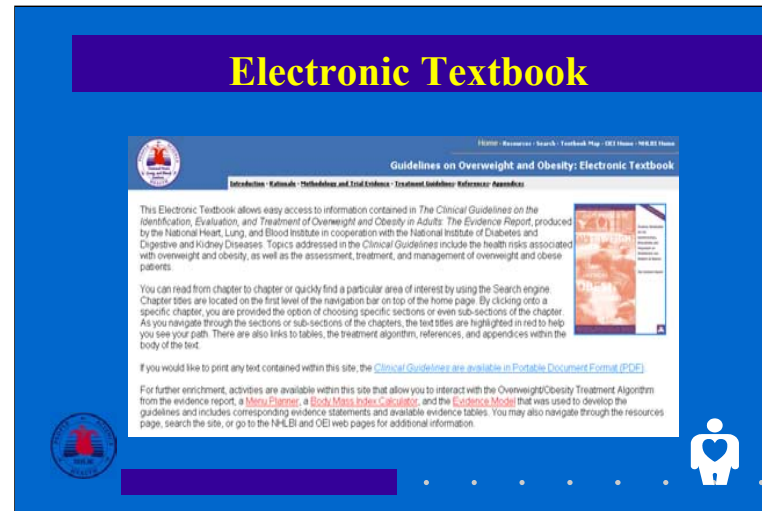 Electronic Textbook
Home - Resources - Search - Textbook Map - OEI Home - NHLBI Home
Guidelines on Overweight and Obesity: Electronic Textbook
Introduction - Rationale - Methodology and Trial Evidence - Treatment Guidelines - References - Appendices
This Electronic Textbook allows easy access to information contained in The Clinical Guidelines on the
Identification, Evaluation, and Treatment of Overweight and Obesity in Adults: The Evidence Report, produced
by the National Heart, Lung, and Blood Institute in cooperation with the National Institute of Diabetes and
Digestive and Kidney Diseases. Topics addressed in the Clinical Guidelines include the health risks associated
with overweight and obesity, as well as the assessment, treatment, and management of overweight and obese
patients.
You can read from chapter to chapter or quickly find a particular area of interest by using the Search engine.
Chapter titles are located on the first level of the navigation bar on top of the home page. By clicking onto a
specific chapter, you are provided the option of choosing specific sections or even sub-sections of the chapter.
As you navigate through the sections or sub-sections of the chapters, the text titles are highlighted in red to help
you see your path. There are also links to tables, the treatment algorithm, references, and appendices within the
body of the text.
If you would like to print any text contained within this site, the Clinical Guidelines are available in Portable Document Format (PDF).
For further enrichment, activities are available within this site that allow you to interact with the Overweight/Obesity Treatment Algorithm
from the evidence report, a Menu Planner, a Body Mass Index Calculator, and the Evidence Model that was used to develop the
guidelines and includes corresponding evidence statements and available evidence tables. You may also navigate through the resources
page, search the site, or go to the NHLBI and OEI web pages for additional information.